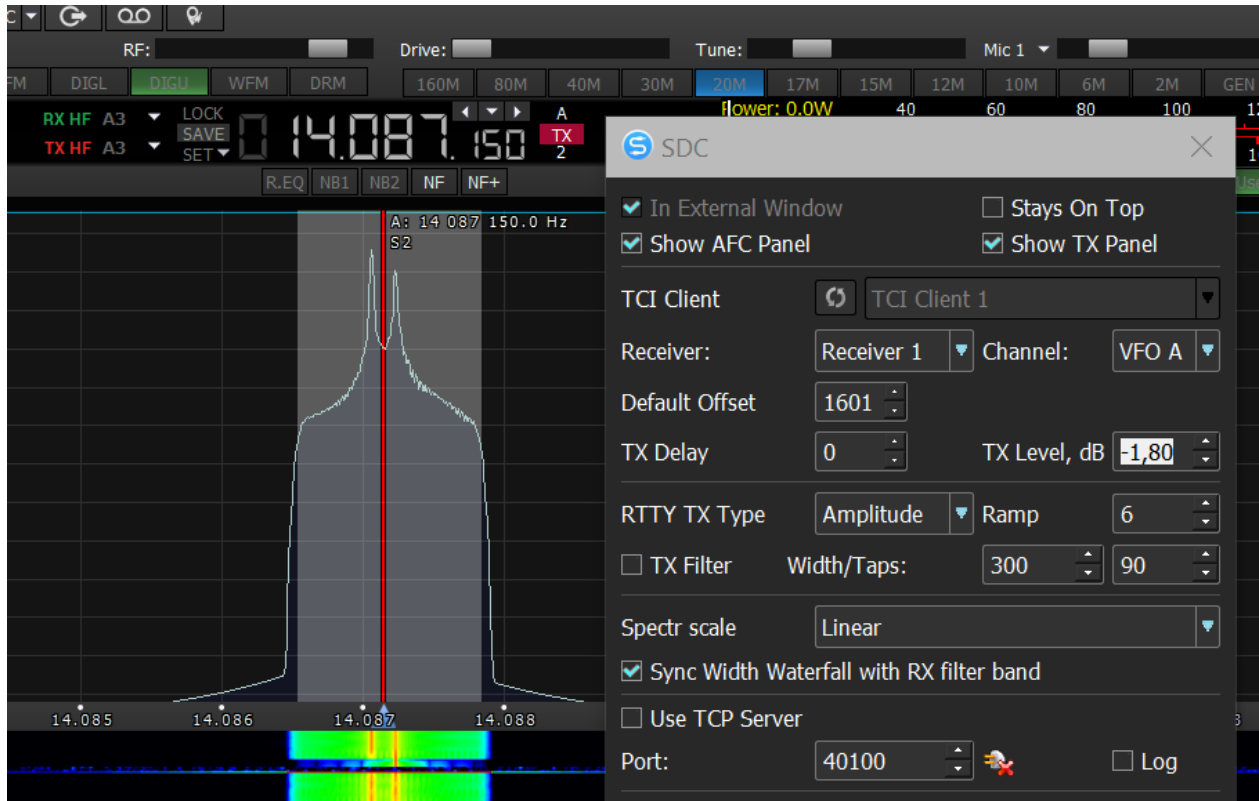 RF: Drive: Tune: Mic 1
FM DIGL DIGU WFM DRM 160M 80M 40M 30M 20M 17M 15M 12M 10M 6M 2M GEN
RX HF A3 LOCK
TX HF A3 SAVE
SET
0 14.087.150
A
TX
2
Power: 0.0W 40 60 80 100
R.EQ NB1 NB2 NF NF+
A: 14 087 150.0 Hz
S2
14.085 14.086 14.087 14.088
SDC
In External Window Stays On Top
Show AFC Panel Show TX Panel
TCI Client TCI Client 1
Receiver: Receiver 1 Channel: VFO A
Default Offset 1601
TX Delay 0 TX Level, dB -1,80
RTTY TX Type Amplitude Ramp 6
TX Filter Width/Taps: 300 90
Spectr scale Linear
Sync Width Waterfall with RX filter band
Use TCP Server
Port: 40100 Log